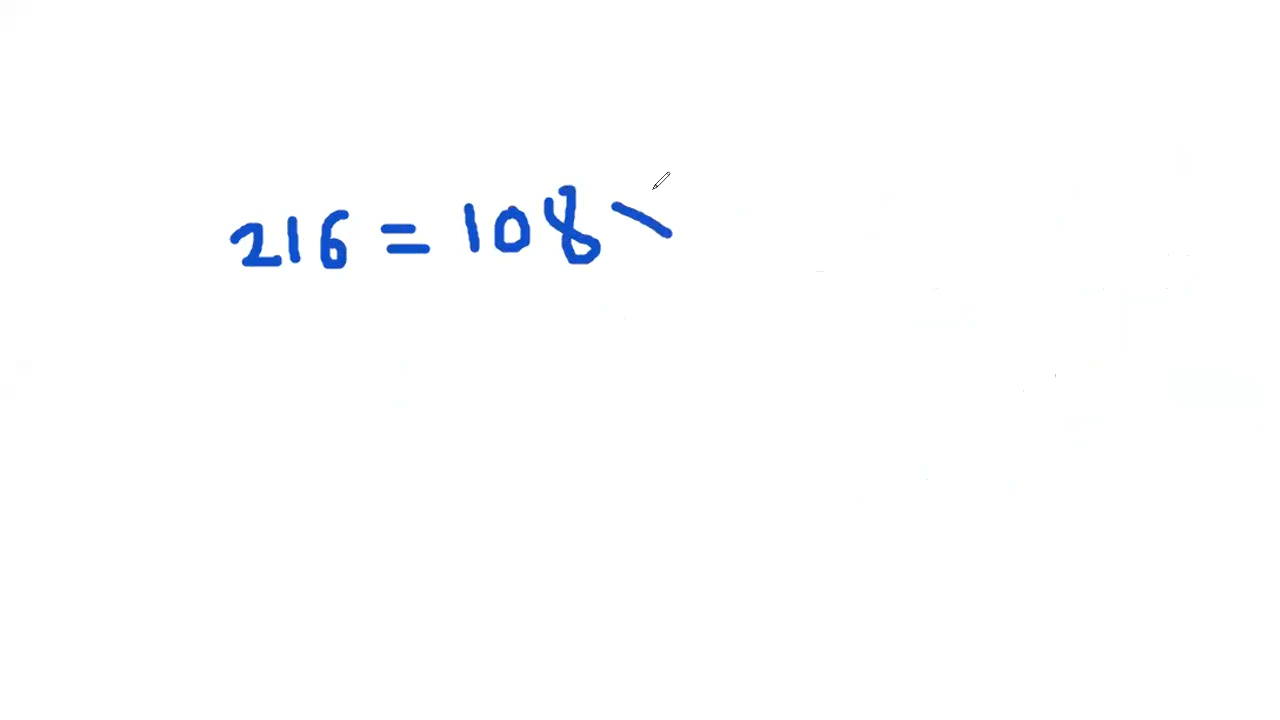 216 = 108 \